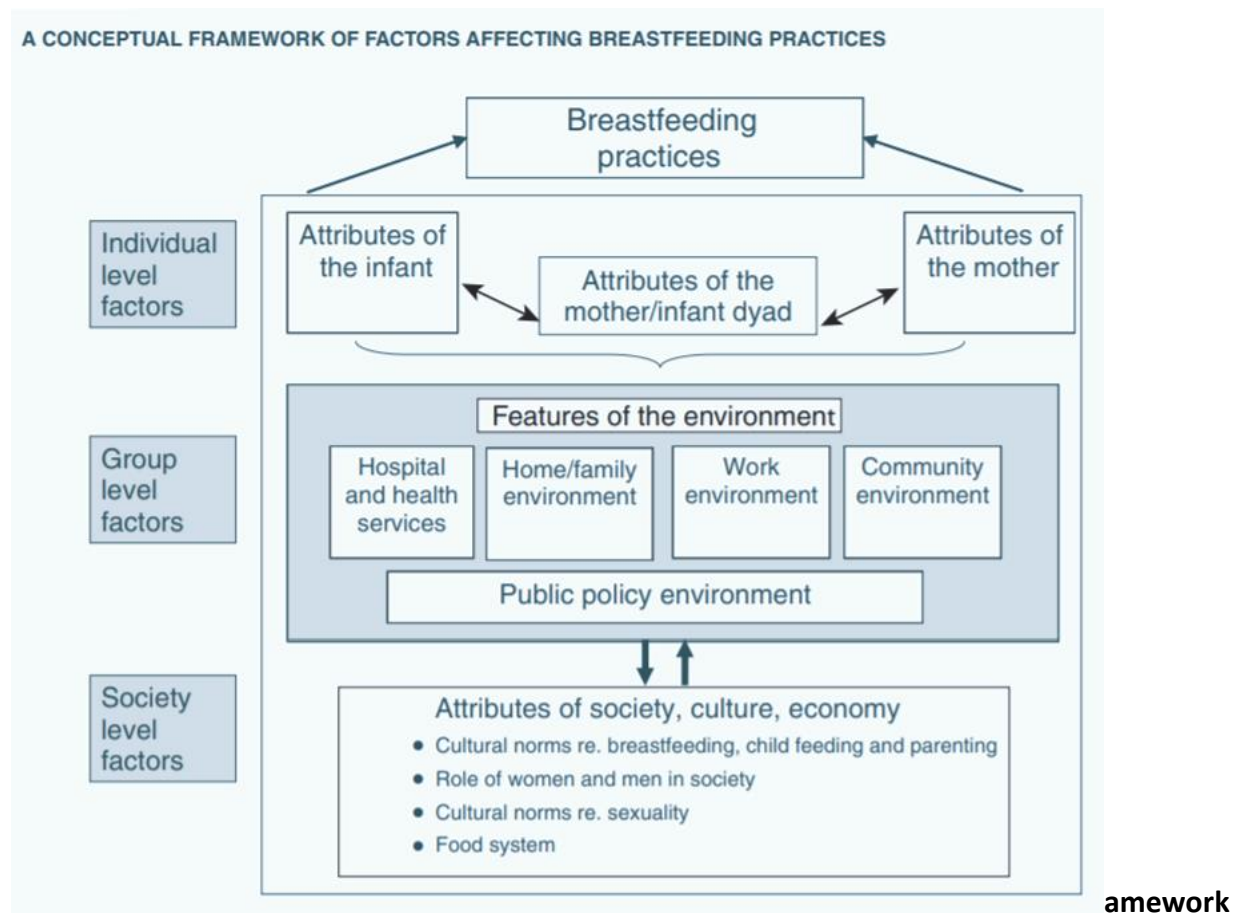 A CONCEPTUAL FRAMEWORK OF FACTORS AFFECTING BREASTFEEDING PRACTICES
Breastfeeding
practices
Individual
level
factors
Attributes of
the infant
Attributes of the
mother/infant dyad
Attributes of
the mother
Group
level
factors
Features of the environment
Hospital
and health
services
Home/family
environment
Work
environment
Community
environment
Public policy environment
Society
level
factors
Attributes of society, culture, economy
• Cultural norms re. breastfeeding, child feeding and parenting
• Role of women and men in society
• Cultural norms re. sexuality
• Food system
amework